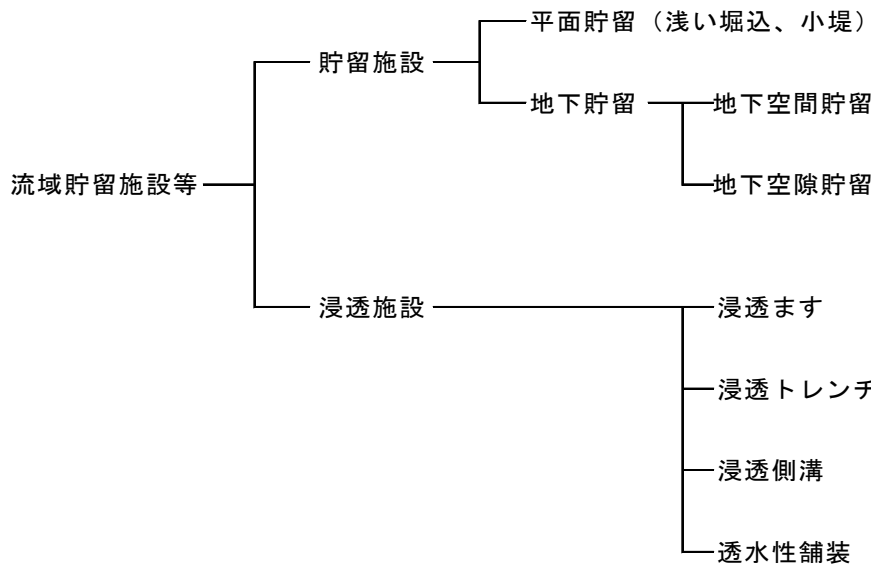 平面貯留（浅い堀込、小堤）
貯留施設
地下貯留
地下空間貯留
流域貯留施設等
地下空隙貯留
浸透施設
浸透ます
浸透トレンチ
浸透側溝
透水性舗装